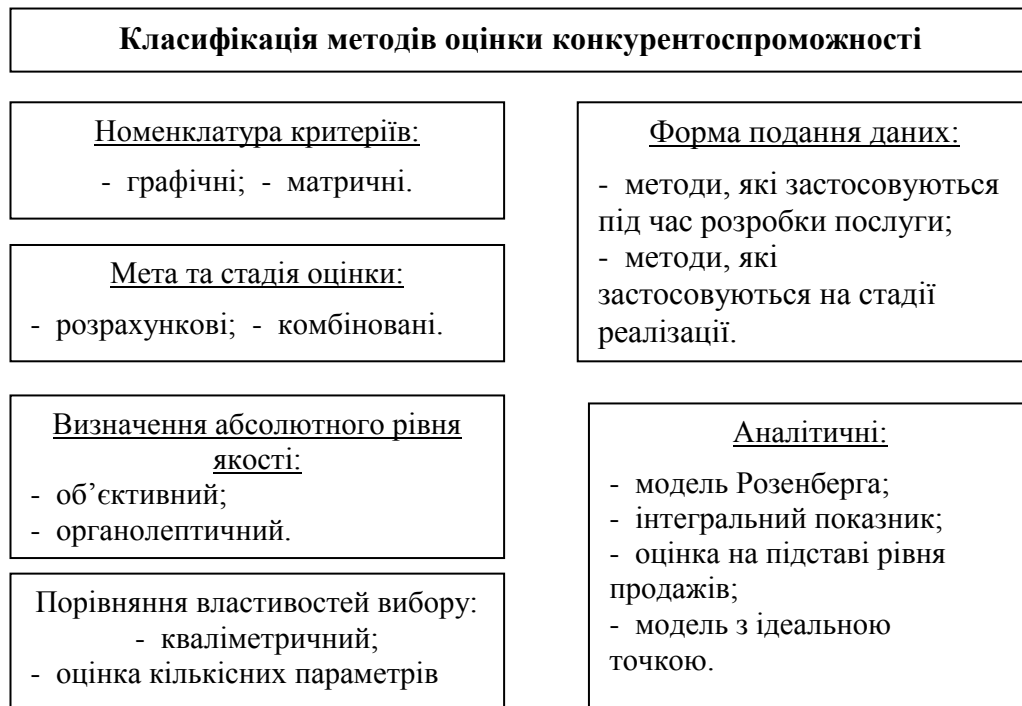 Класифікація методів оцінки конкурентоспроможності
Номенклатура критеріїв:
- графічні; - матричні.
Мета та стадія оцінки:
- розрахункові; - комбіновані.
Визначення абсолютного рівня
якості:
- об’єктивний;
- органолептичний.
Порівняння властивостей вибору:
- кваліметричний;
- оцінка кількісних параметрів
Форма подання даних:
- методи, які застосовуються
під час розробки послуги;
- методи, які
застосовуються на стадії
реалізації.
Аналітичні:
- модель Розенберга;
- інтегральний показник;
- оцінка на підставі рівня
продажів;
- модель з ідеальною
точкою.